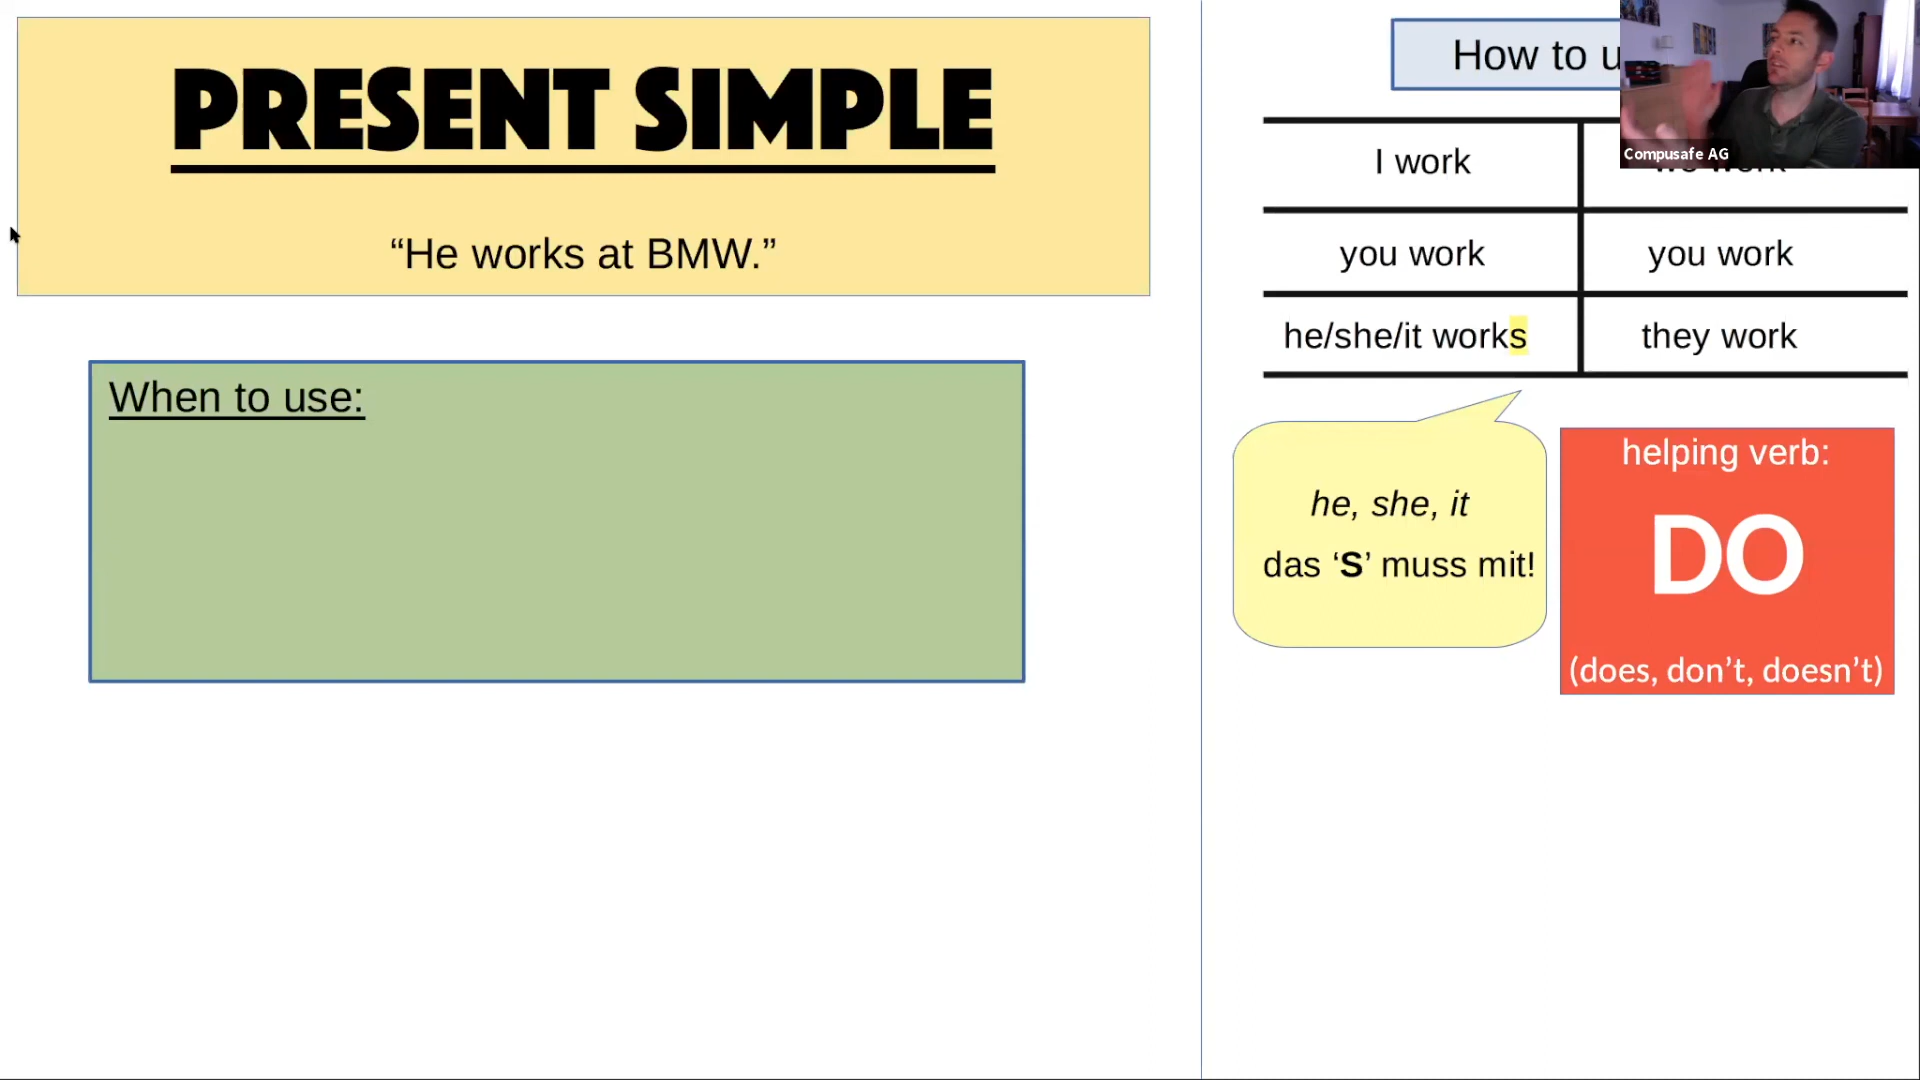 PRESENT SIMPLE
“He works at BMW.”
When to use:
How to
Compusafe AG
I work
you work
you work
he/she/it works
they work
he, she, it
das ‘S’ muss mit!
helping verb:
DO
(does, don’t, doesn’t)